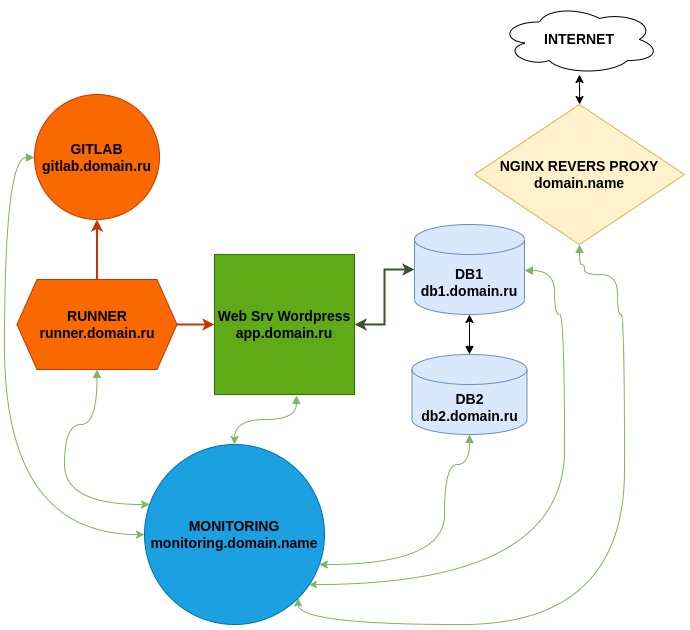 INTERNET
GITLAB
gitlab.domain.ru
NGINX REVERS PROXY
domain.name
DB1
db1.domain.ru
RUNNER
runner.domain.ru
Web Srv Wordpress
app.domain.ru
DB2
db2.domain.ru
MONITORING
monitoring.domain.name